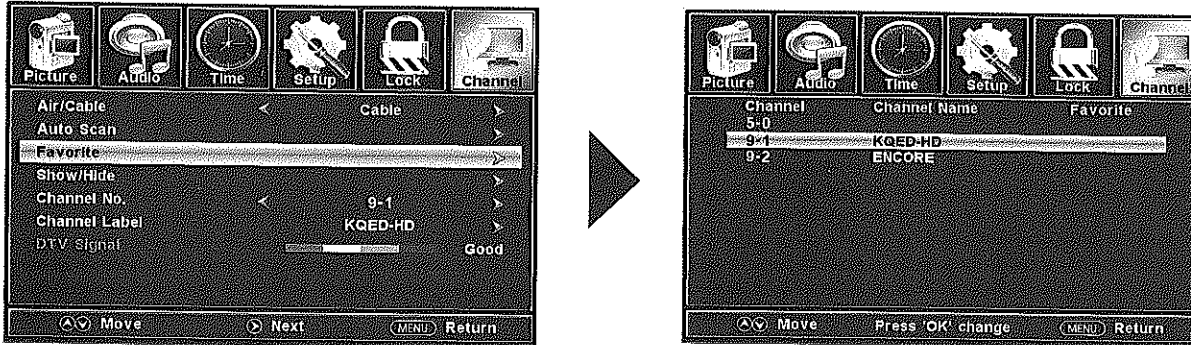 Picture Audio Time Setup Lock Channel
Air/Cable Cable
Auto Scan
Favorite
Show/Hide
Channel No. 9-1
Channel Label KQED-HD
DTV Signal Good
Move Next MENU Return
Picture Audio Time Setup Lock Channel
Channel Channel Name Favorite
5-0
9-1 KQED-HD
9-2 ENCORE
Move Press 'OK' change MENU Return